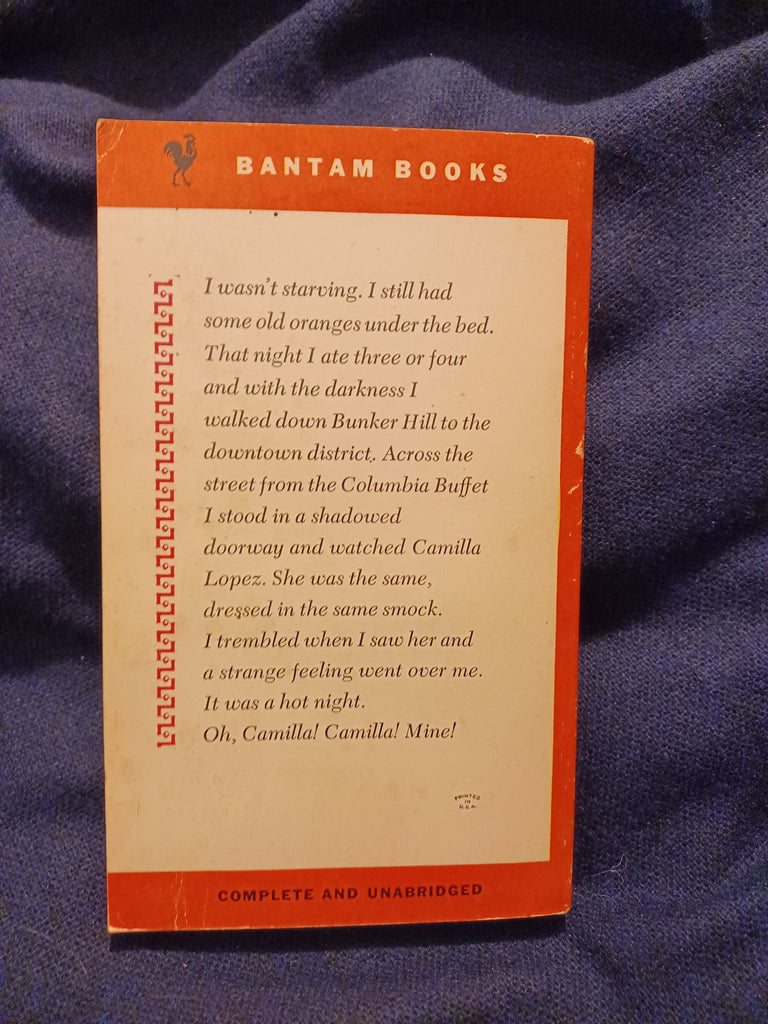 BANTAM BOOKS
I wasn't starving. I still had
some old oranges under the bed.
That night I ate three or four
and with the darkness I
walked down Bunker Hill to the
downtown district. Across the
street from the Columbia Buffet
I stood in a shadowed
doorway and watched Camilla
Lopez. She was the same,
dressed in the same smock.
I trembled when I saw her and
a strange feeling went over me.
It was a hot night.
Oh, Camilla! Camilla! Mine!
PRINTED
IN
U.S.A.
COMPLETE AND UNABRIDGED